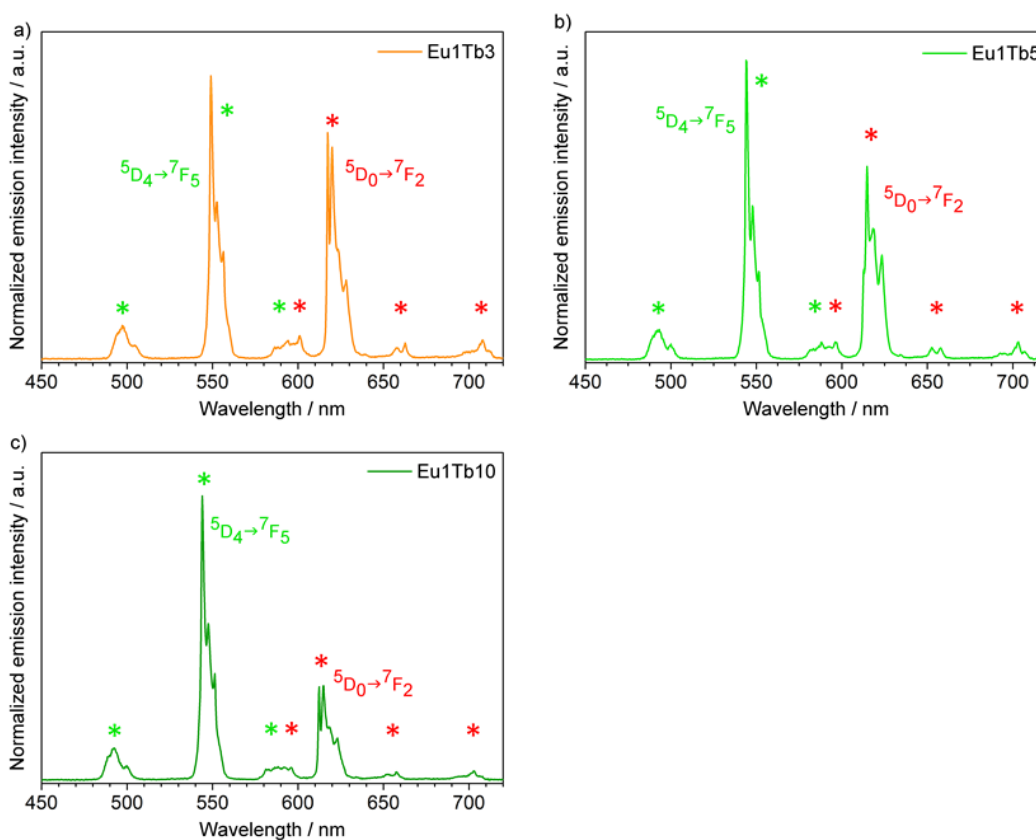 a)
Eu1Tb3
*
*
⁵D₄→⁷F₅
⁵D₀→⁷F₂
*
*
*
*
*
Normalized emission intensity / a.u.
450 500 550 600 650 700
Wavelength / nm
b)
Eu1Tb5
*
*
⁵D₄→⁷F₅
⁵D₀→⁷F₂
*
*
*
*
*
Normalized emission intensity / a.u.
450 500 550 600 650 700
Wavelength / nm
c)
Eu1Tb10
*
⁵D₄→⁷F₅
*
⁵D₀→⁷F₂
*
*
*
*
*
Normalized emission intensity / a.u.
450 500 550 600 650 700
Wavelength / nm